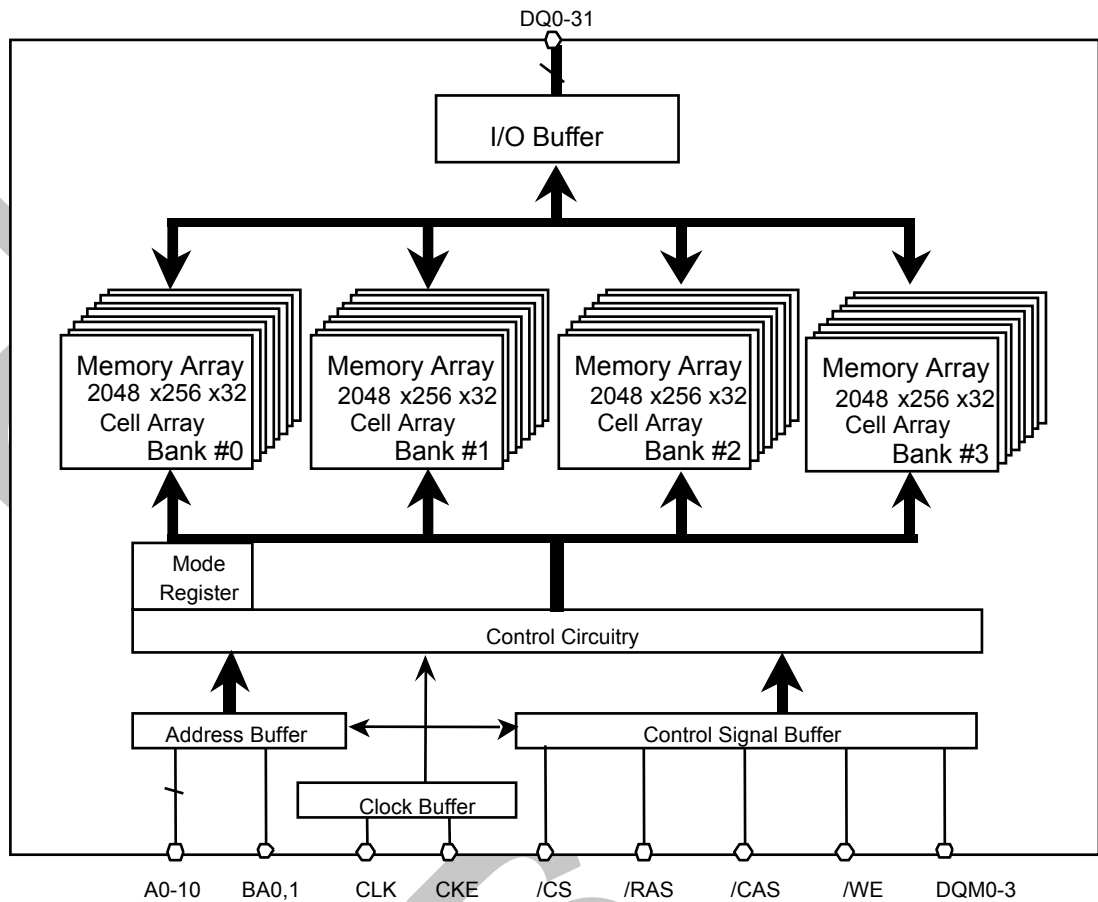 DQ0-31
I/O Buffer
Memory Array
2048 x256 x32
Cell Array
Bank #0
Memory Array
2048 x256 x32
Cell Array
Bank #1
Memory Array
2048 x256 x32
Cell Array
Bank #2
Memory Array
2048 x256 x32
Cell Array
Bank #3
Mode
Register
Control Circuitry
Address Buffer
Control Signal Buffer
Clock Buffer
A0-10
BA0,1
CLK
CKE
/CS
/RAS
/CAS
/WE
DQM0-3